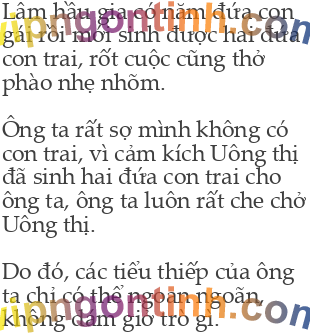 Lâm hầu gia có năm đứa con
gái rồi mới sinh được hai đứa
con trai, rốt cuộc cũng thở
phào nhẹ nhõm.
Ông ta rất sợ mình không có
con trai, vì cảm kích Uông thị
đã sinh hai đứa con trai cho
ông ta, ông ta luôn rất che chở
Uông thị.
Do đó, các tiểu thiếp của ông
ta chỉ có thể ngoan ngoãn,
không dám giở trò gì.
vipngontinh.com
vipngontinh.com